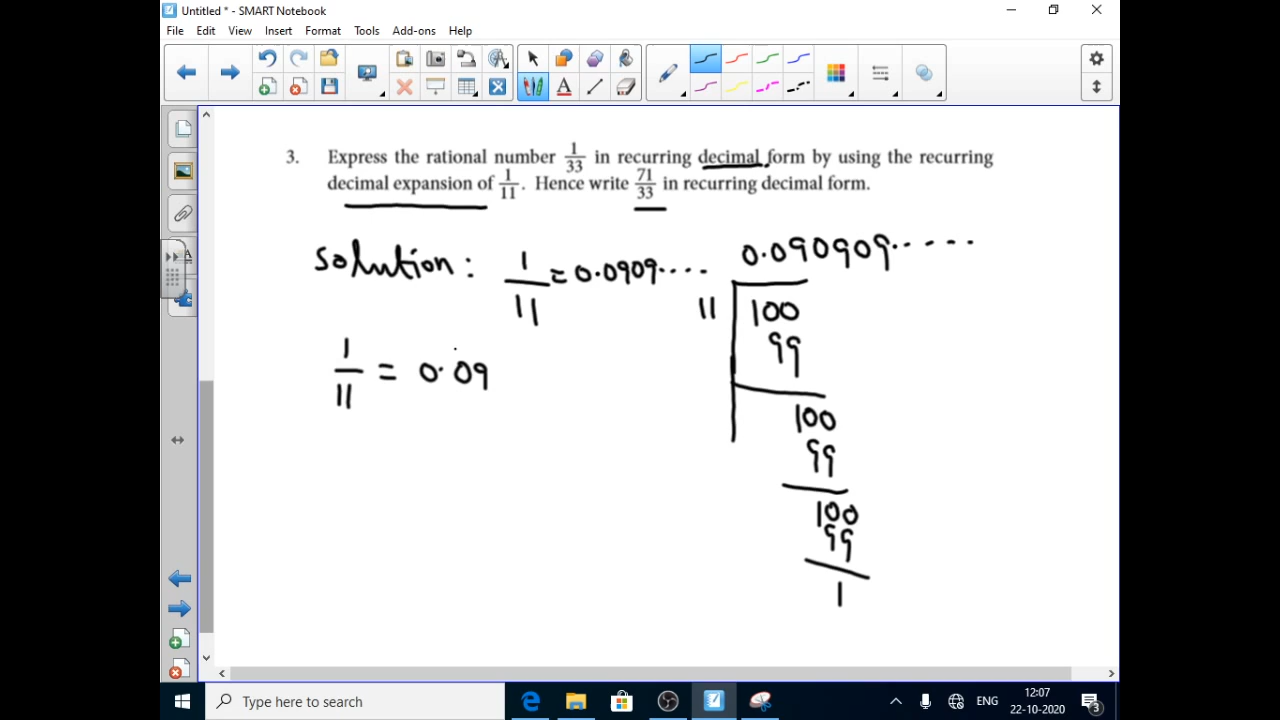 Untitled * - SMART Notebook
File Edit View Insert Format Tools Add-ons Help
3. Express the rational number 1/33 in recurring decimal form by using the recurring
decimal expansion of 1/11. Hence write 71/33 in recurring decimal form.
Solution: 1/11 = 0.0909.... 0.090909.....
11 100
99
1/11 = 0.09
100
99
100
99
1
Type here to search
ENG
12:07
22-10-2020
3